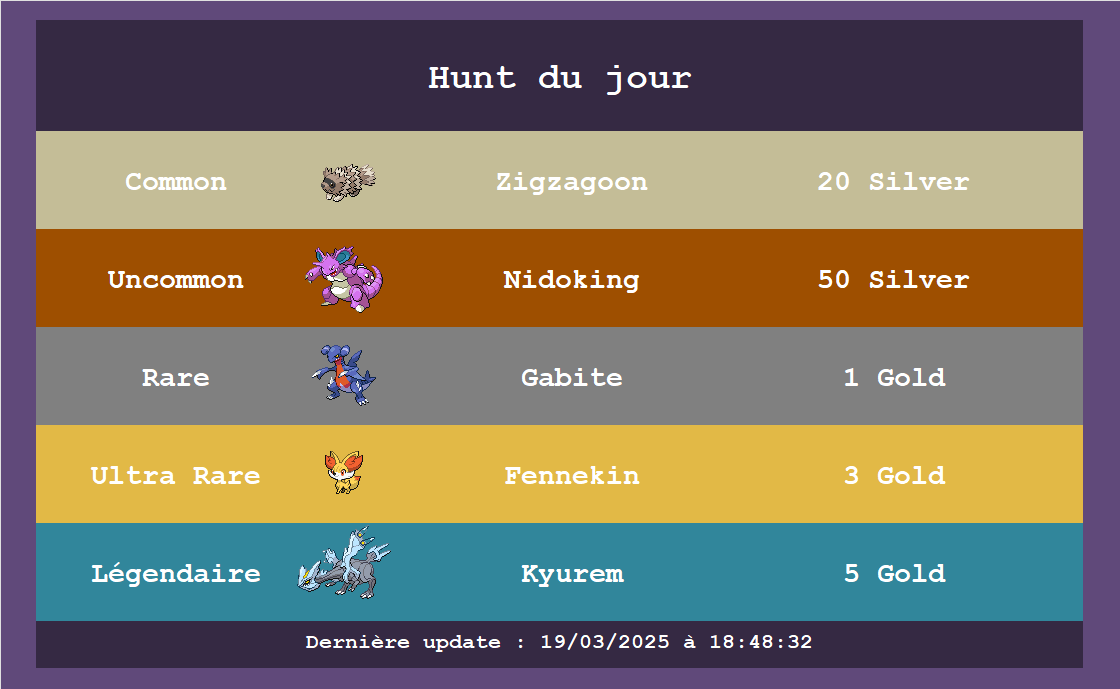 Hunt du jour
Common Zigzagoon 20 Silver
Uncommon Nidoking 50 Silver
Rare Gabite 1 Gold
Ultra Rare Fennekin 3 Gold
Légendaire Kyurem 5 Gold
Dernière update : 19/03/2025 à 18:48:32